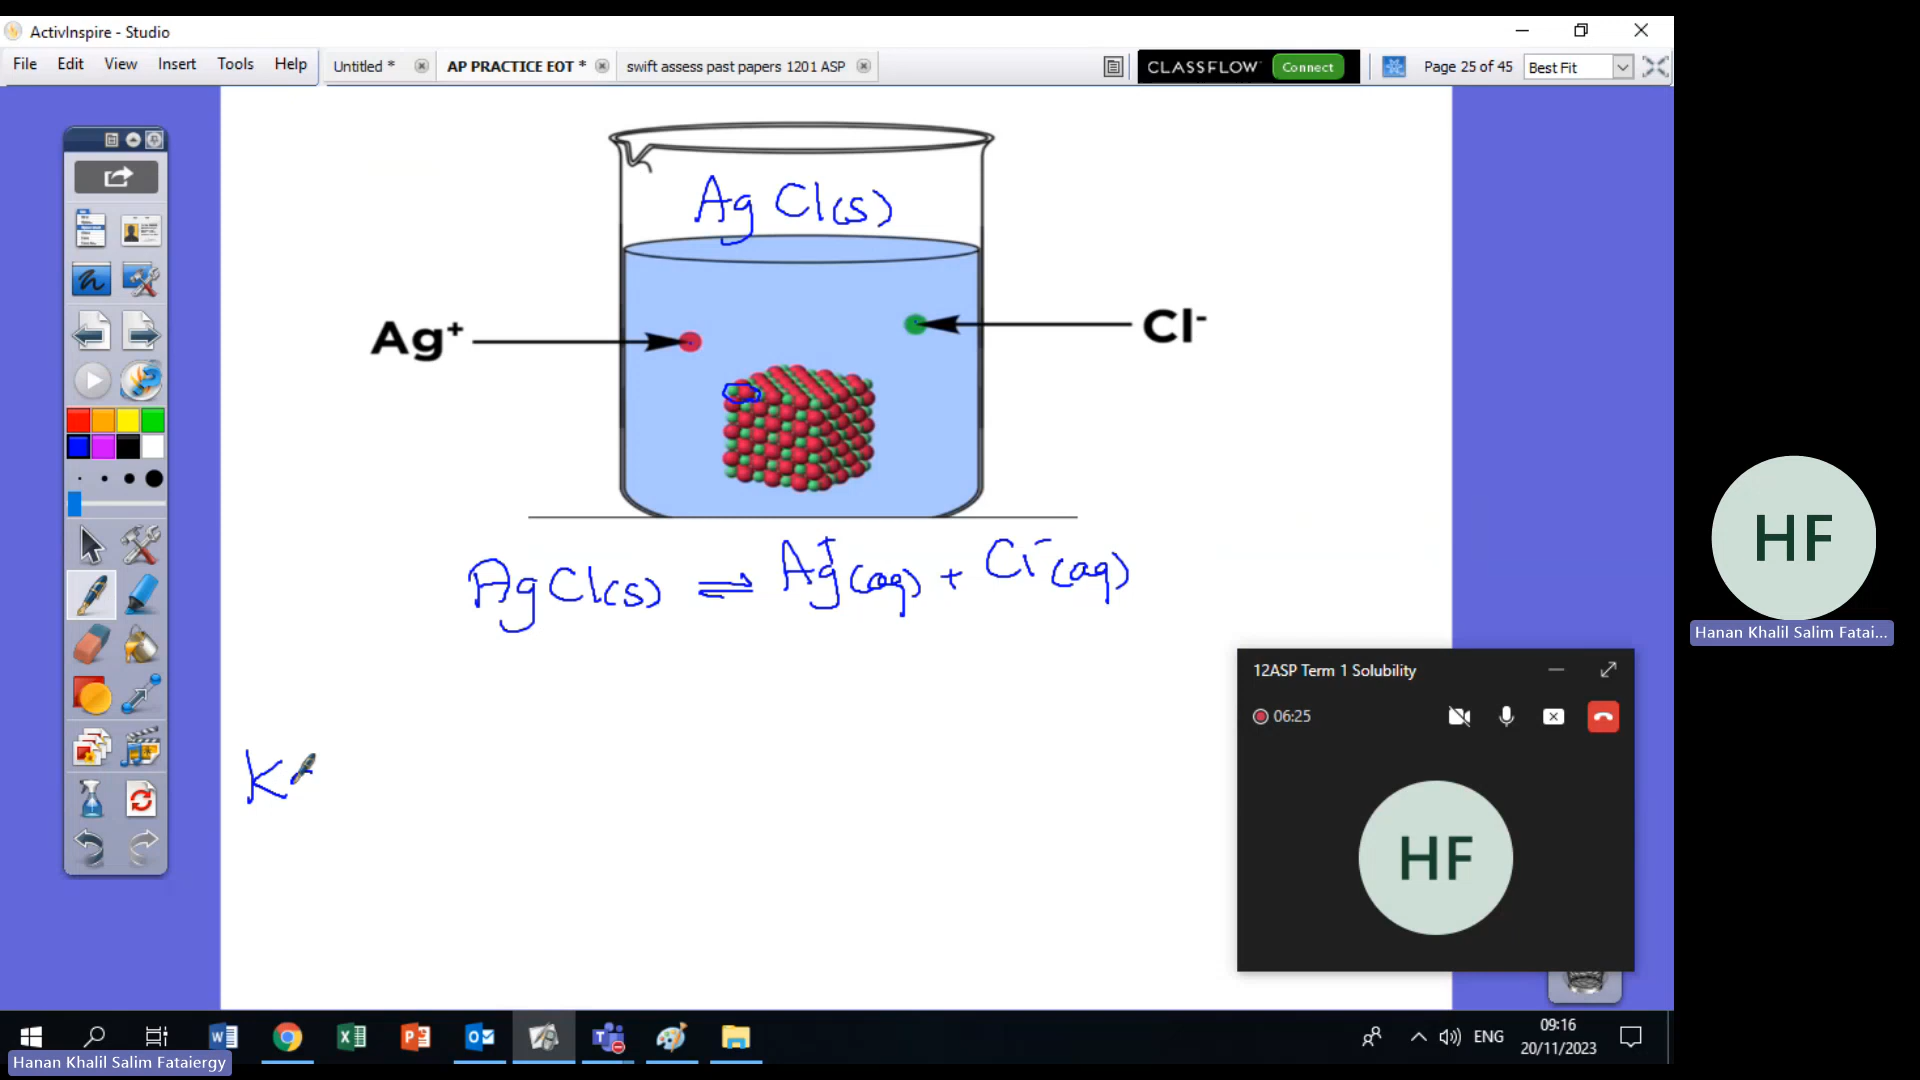 ActivInspire - Studio
File Edit View Insert Tools Help
Untitled * AP PRACTICE EOT * swift assess past papers 1201 ASP
CLASSFLOW Connect Page 25 of 45 Best Fit
AgCl(s)
Ag⁺ Cl⁻
AgCl(s) ⇌ Ag⁺(aq) + Cl⁻(aq)
K
12ASP Term 1 Solubility
06:25
HF
HF
Hanan Khalil Salim Fatai...
ENG
09:16
20/11/2023
Hanan Khalil Salim Fataiergy